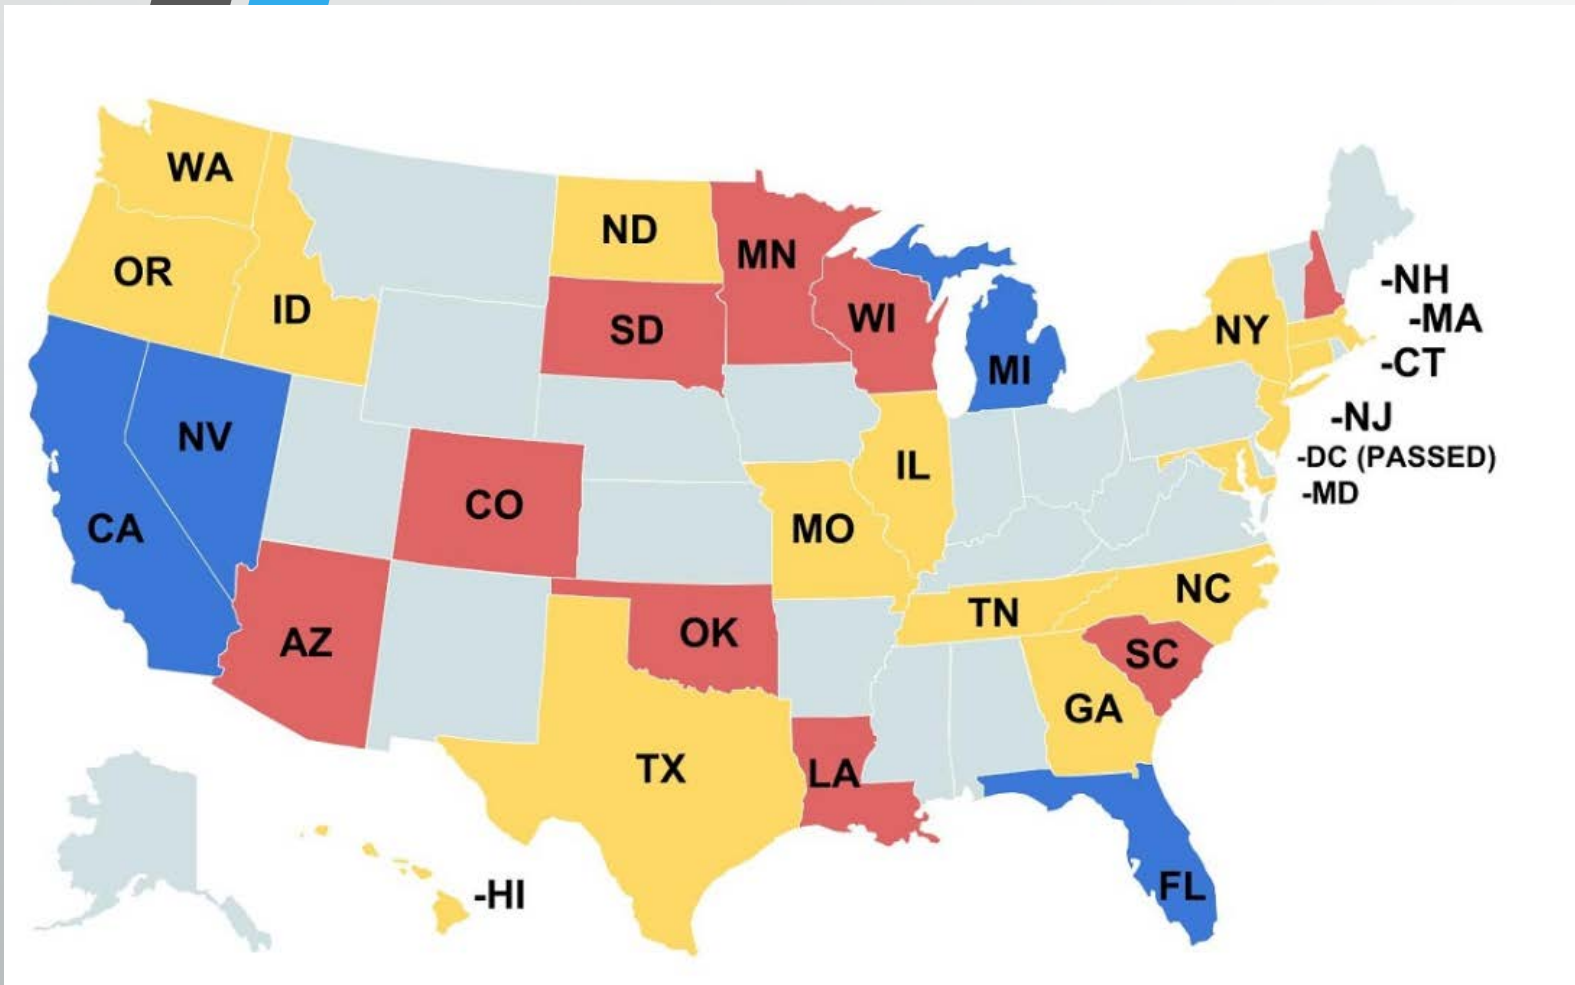 WA
ND
MN
OR
ID
SD
WI
MI
NY
-NH
-MA
-CT
-NJ
-DC (PASSED)
-MD
NV
CA
CO
IL
MO
AZ
OK
TN
NC
SC
GA
TX
LA
FL
-HI